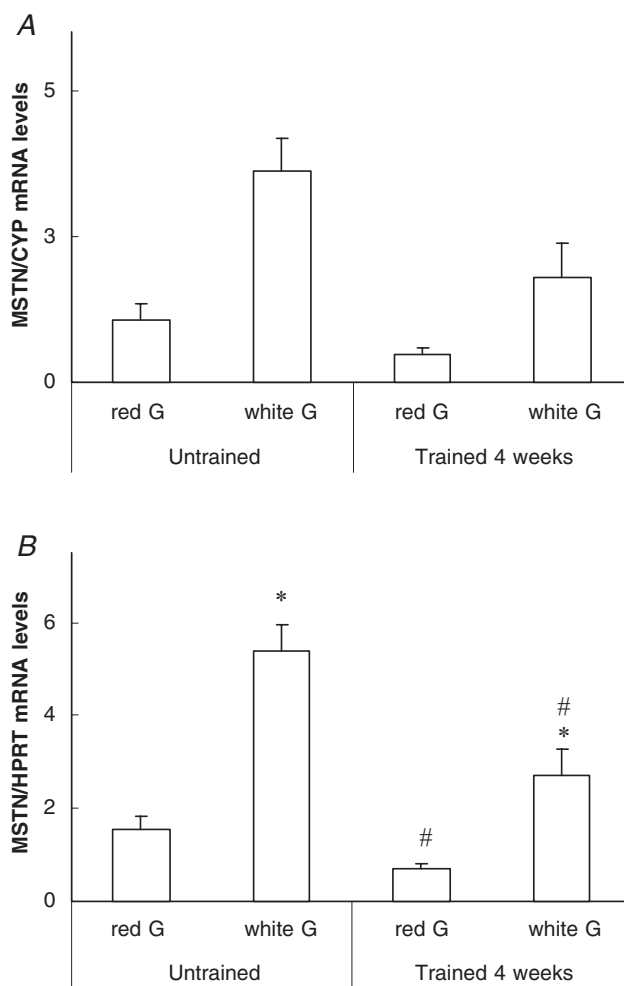 A
MSTN/CYP mRNA levels
5
3
0
red G white G red G white G
Untrained Trained 4 weeks
B
MSTN/HPRT mRNA levels
6
4
2
0
*
#
#
*
red G white G red G white G
Untrained Trained 4 weeks